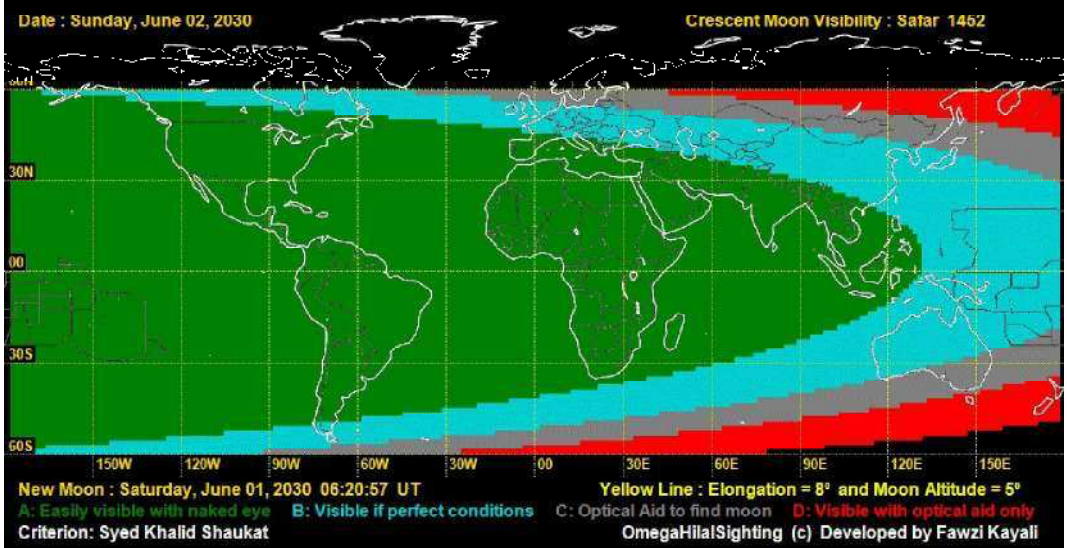 Date : Sunday, June 02, 2030
Crescent Moon Visibility : Safar 1452
60N
30N
00
30S
60S
150W 120W 90W 60W 30W 00 30E 60E 90E 120E 150E
New Moon : Saturday, June 01, 2030 06:20:57 UT
Yellow Line : Elongation = 8º and Moon Altitude = 5º
A: Easily visible with naked eye B: Visible if perfect conditions C: Optical Aid to find moon D: Visible with optical aid only
Criterion: Syed Khalid Shaukat
OmegaHilalSighting (c) Developed by Fawzi Kayali